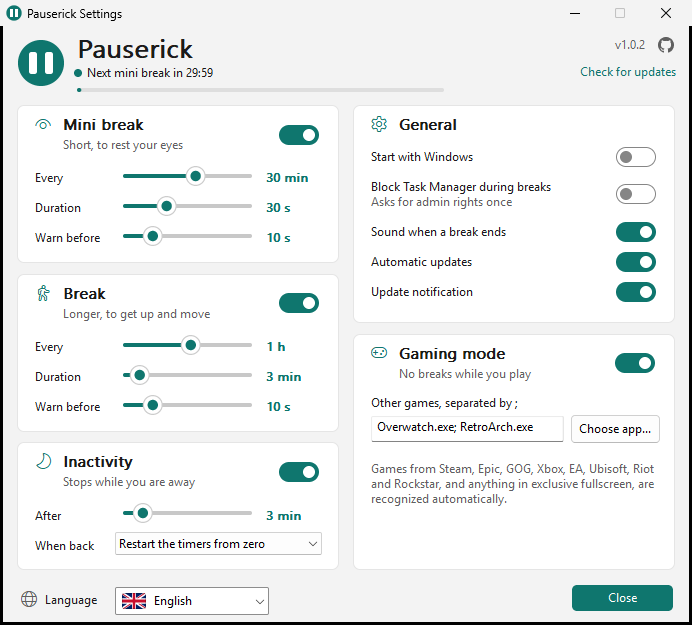 Pauserick Settings
Pauserick
v1.0.2
Next mini break in 29:59
Check for updates
Mini break
Short, to rest your eyes
Every 30 min
Duration 30 s
Warn before 10 s
Break
Longer, to get up and move
Every 1 h
Duration 3 min
Warn before 10 s
Inactivity
Stops while you are away
After 3 min
When back Restart the timers from zero
General
Start with Windows
Block Task Manager during breaks
Asks for admin rights once
Sound when a break ends
Automatic updates
Update notification
Gaming mode
No breaks while you play
Other games, separated by ;
Overwatch.exe; RetroArch.exe Choose app...
Games from Steam, Epic, GOG, Xbox, EA, Ubisoft, Riot
and Rockstar, and anything in exclusive fullscreen, are
recognized automatically.
Language English
Close